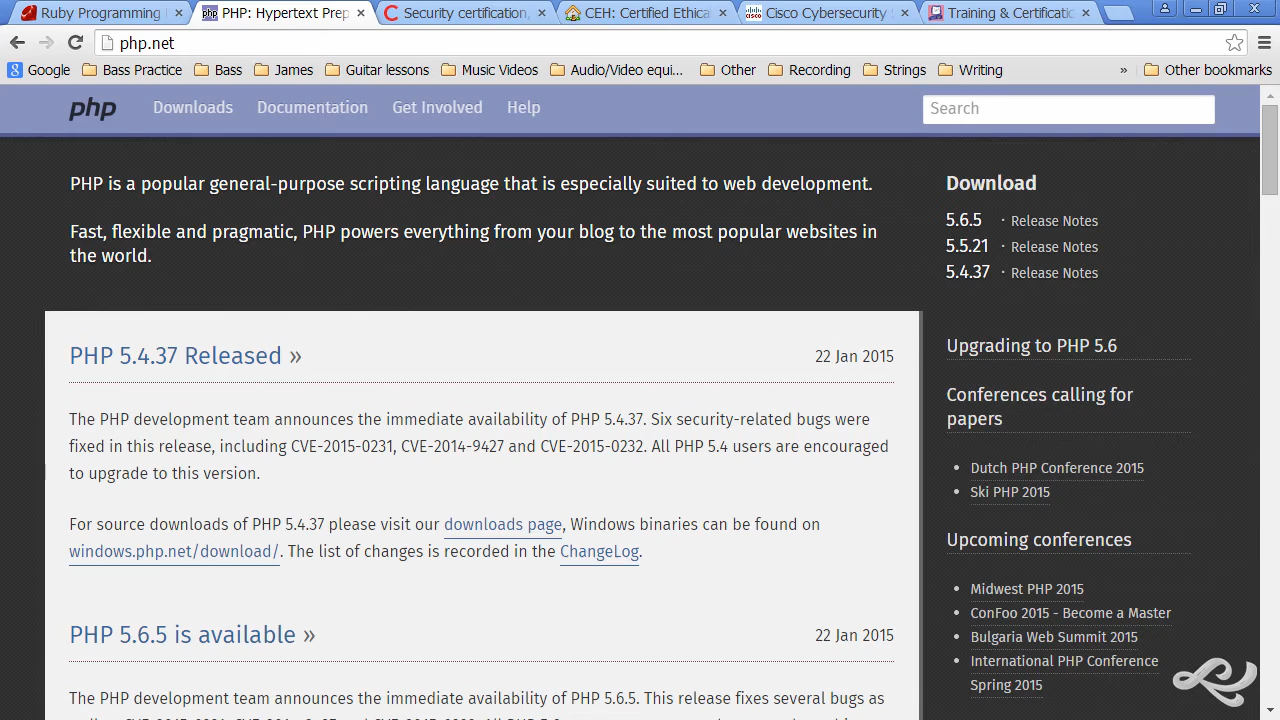 Ruby Programming
PHP: Hypertext Prep
Security certification,
CEH: Certified Ethica
Cisco Cybersecurity
Training & Certificatio
php.net
Google
Bass Practice
Bass
James
Guitar lessons
Music Videos
Audio/Video equi...
Other
Recording
Strings
Writing
»
Other bookmarks
php
Downloads
Documentation
Get Involved
Help
Search
PHP is a popular general-purpose scripting language that is especially suited to web development.
Fast, flexible and pragmatic, PHP powers everything from your blog to the most popular websites in
the world.
Download
5.6.5 · Release Notes
5.5.21 · Release Notes
5.4.37 · Release Notes
PHP 5.4.37 Released »
22 Jan 2015
The PHP development team announces the immediate availability of PHP 5.4.37. Six security-related bugs were
fixed in this release, including CVE-2015-0231, CVE-2014-9427 and CVE-2015-0232. All PHP 5.4 users are encouraged
to upgrade to this version.
For source downloads of PHP 5.4.37 please visit our downloads page, Windows binaries can be found on
windows.php.net/download/. The list of changes is recorded in the ChangeLog.
PHP 5.6.5 is available »
22 Jan 2015
The PHP development team announces the immediate availability of PHP 5.6.5. This release fixes several bugs as
Upgrading to PHP 5.6
Conferences calling for
papers
• Dutch PHP Conference 2015
• Ski PHP 2015
Upcoming conferences
• Midwest PHP 2015
• ConFoo 2015 - Become a Master
• Bulgaria Web Summit 2015
• International PHP Conference
Spring 2015